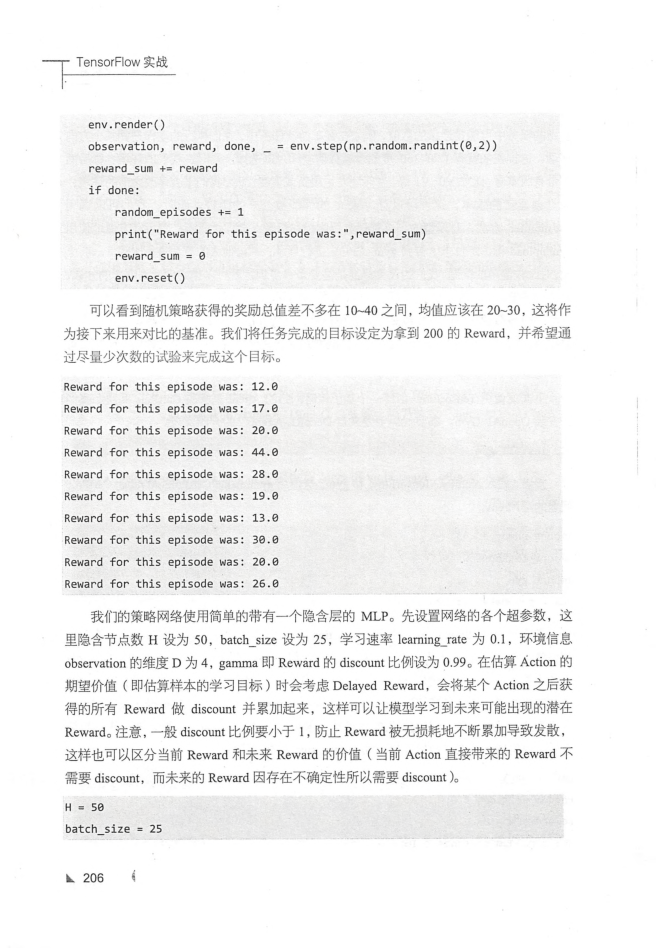 TensorFlow 实战
env.render()
observation, reward, done, _ = env.step(np.random.randint(0,2))
reward_sum += reward
if done:
random_episodes += 1
print("Reward for this episode was:",reward_sum)
reward_sum = 0
env.reset()
可以看到随机策略获得的奖励总值差不多在 10~40 之间，均值应该在 20~30，这将作
为接下来用来对比的基准。我们将任务完成的目标设定为拿到 200 的 Reward，并希望通
过尽量少次数的试验来完成这个目标。
Reward for this episode was: 12.0
Reward for this episode was: 17.0
Reward for this episode was: 20.0
Reward for this episode was: 44.0
Reward for this episode was: 28.0
Reward for this episode was: 19.0
Reward for this episode was: 13.0
Reward for this episode was: 30.0
Reward for this episode was: 20.0
Reward for this episode was: 26.0
我们的策略网络使用简单的带有一个隐含层的 MLP。先设置网络的各个超参数，这
里隐含节点数 H 设为 50，batch_size 设为 25，学习速率 learning_rate 为 0.1，环境信息
observation 的维度 D 为 4，gamma 即 Reward 的 discount 比例设为 0.99。在估算 Action 的
期望价值（即估算样本的学习目标）时会考虑 Delayed Reward，会将某个 Action 之后获
得的所有 Reward 做 discount 并累加起来，这样可以让模型学习到未来可能出现的潜在
Reward。注意，一般 discount 比例要小于 1，防止 Reward 被无损耗地不断累加导致发散，
这样也可以区分当前 Reward 和未来 Reward 的价值（当前 Action 直接带来的 Reward 不
需要 discount，而未来的 Reward 因存在不确定性所以需要 discount）。
H = 50
batch_size = 25
206